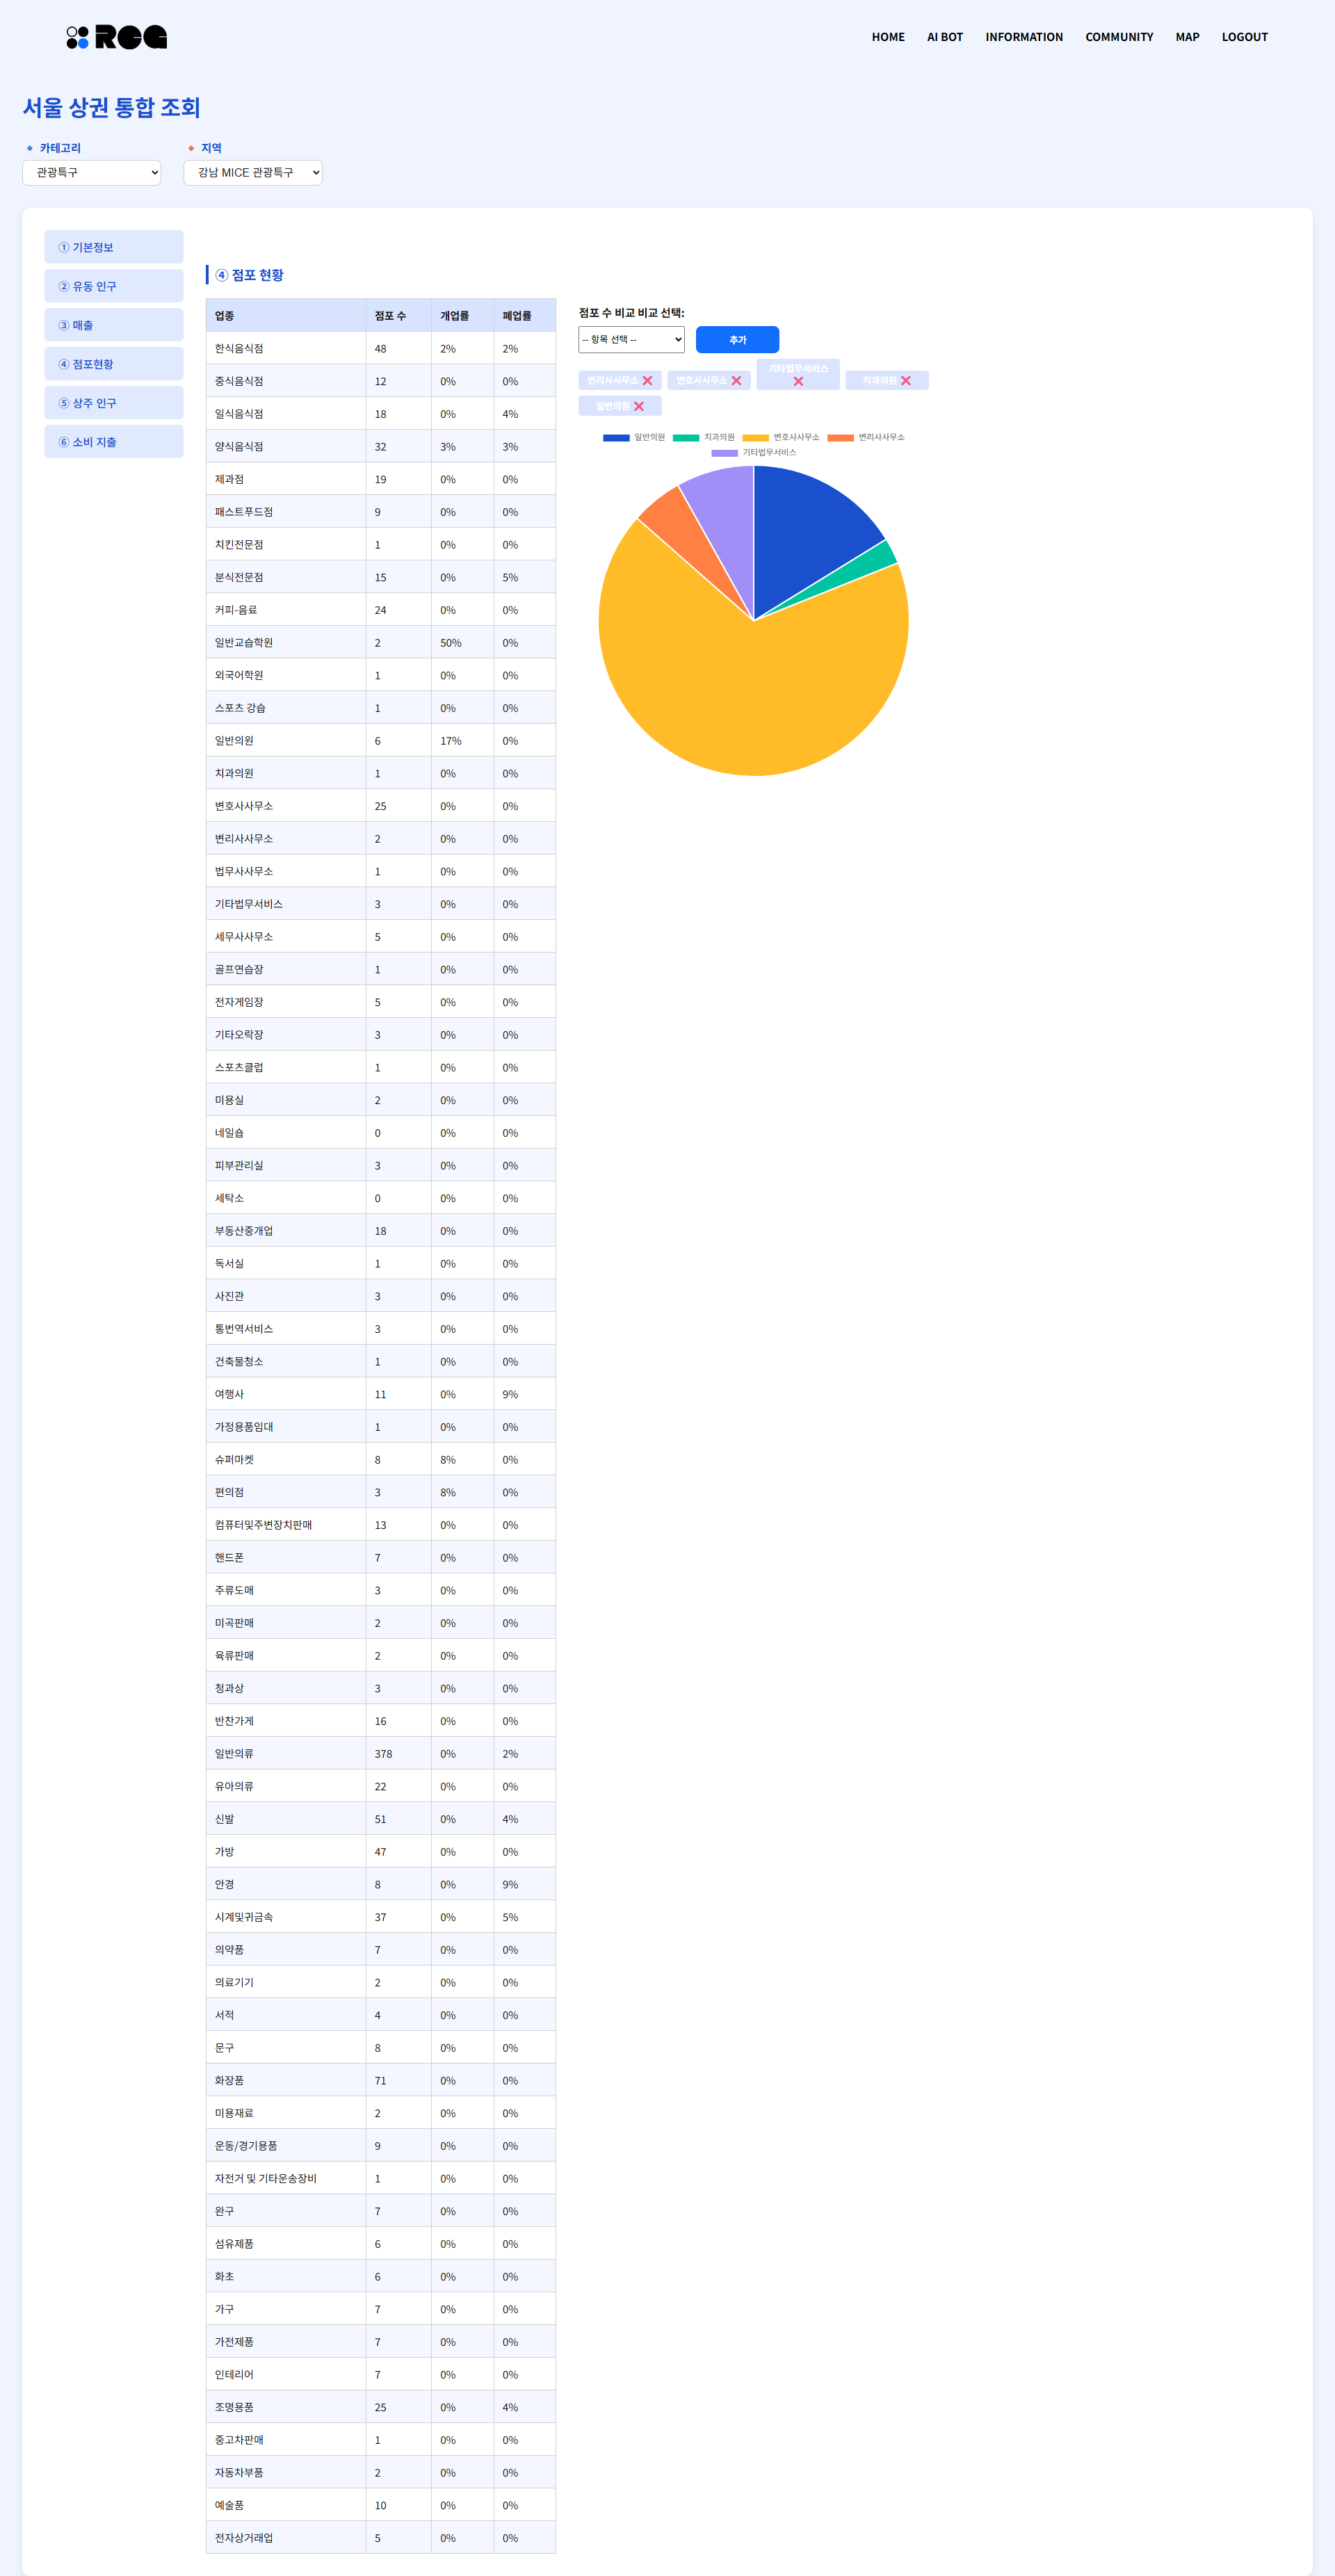 RCG
HOME AI BOT INFORMATION COMMUNITY MAP LOGOUT
서울 상권 통합 조회
카테고리 지역
관광특구 강남 MICE 관광특구
① 기본정보
② 유동 인구
③ 매출
④ 점포현황
⑤ 상주 인구
⑥ 소비 지출
④ 점포 현황
업종 점포 수 개업률 폐업률
한식음식점 48 2% 2%
중식음식점 12 0% 0%
일식음식점 18 0% 4%
양식음식점 32 3% 3%
제과점 19 0% 0%
패스트푸드점 9 0% 0%
치킨전문점 1 0% 0%
분식전문점 15 0% 5%
커피-음료 24 0% 0%
일반교습학원 2 50% 0%
외국어학원 1 0% 0%
스포츠 강습 1 0% 0%
일반의원 6 17% 0%
치과의원 1 0% 0%
변호사사무소 25 0% 0%
변리사사무소 2 0% 0%
법무사사무소 1 0% 0%
기타법무서비스 3 0% 0%
세무사사무소 5 0% 0%
골프연습장 1 0% 0%
전자게임장 5 0% 0%
기타오락장 3 0% 0%
스포츠클럽 1 0% 0%
미용실 2 0% 0%
네일숍 0 0% 0%
피부관리실 3 0% 0%
세탁소 0 0% 0%
부동산중개업 18 0% 0%
독서실 1 0% 0%
사진관 3 0% 0%
통번역서비스 3 0% 0%
건축물청소 1 0% 0%
여행사 11 0% 9%
가정용품임대 1 0% 0%
슈퍼마켓 8 8% 0%
편의점 3 8% 0%
컴퓨터및주변장치판매 13 0% 0%
핸드폰 7 0% 0%
주류도매 3 0% 0%
미곡판매 2 0% 0%
육류판매 2 0% 0%
청과상 3 0% 0%
반찬가게 16 0% 0%
일반의류 378 0% 2%
유아의류 22 0% 0%
신발 51 0% 4%
가방 47 0% 0%
안경 8 0% 9%
시계및귀금속 37 0% 5%
의약품 7 0% 0%
의료기기 2 0% 0%
서적 4 0% 0%
문구 8 0% 0%
화장품 71 0% 0%
미용재료 2 0% 0%
운동/경기용품 9 0% 0%
자전거 및 기타운송장비 1 0% 0%
완구 7 0% 0%
섬유제품 6 0% 0%
화초 6 0% 0%
가구 7 0% 0%
가전제품 7 0% 0%
인테리어 7 0% 0%
조명용품 25 0% 4%
중고차판매 1 0% 0%
자동차부품 2 0% 0%
예술품 10 0% 0%
전자상거래업 5 0% 0%
점포 수 비교 비교 선택:
-- 항목 선택 -- 추가
변리사사무소 ❌ 변호사사무소 ❌ 기타법무서비스 ❌ 치과의원 ❌
일반의원 ❌
일반의원 치과의원 변호사사무소 변리사사무소
기타법무서비스